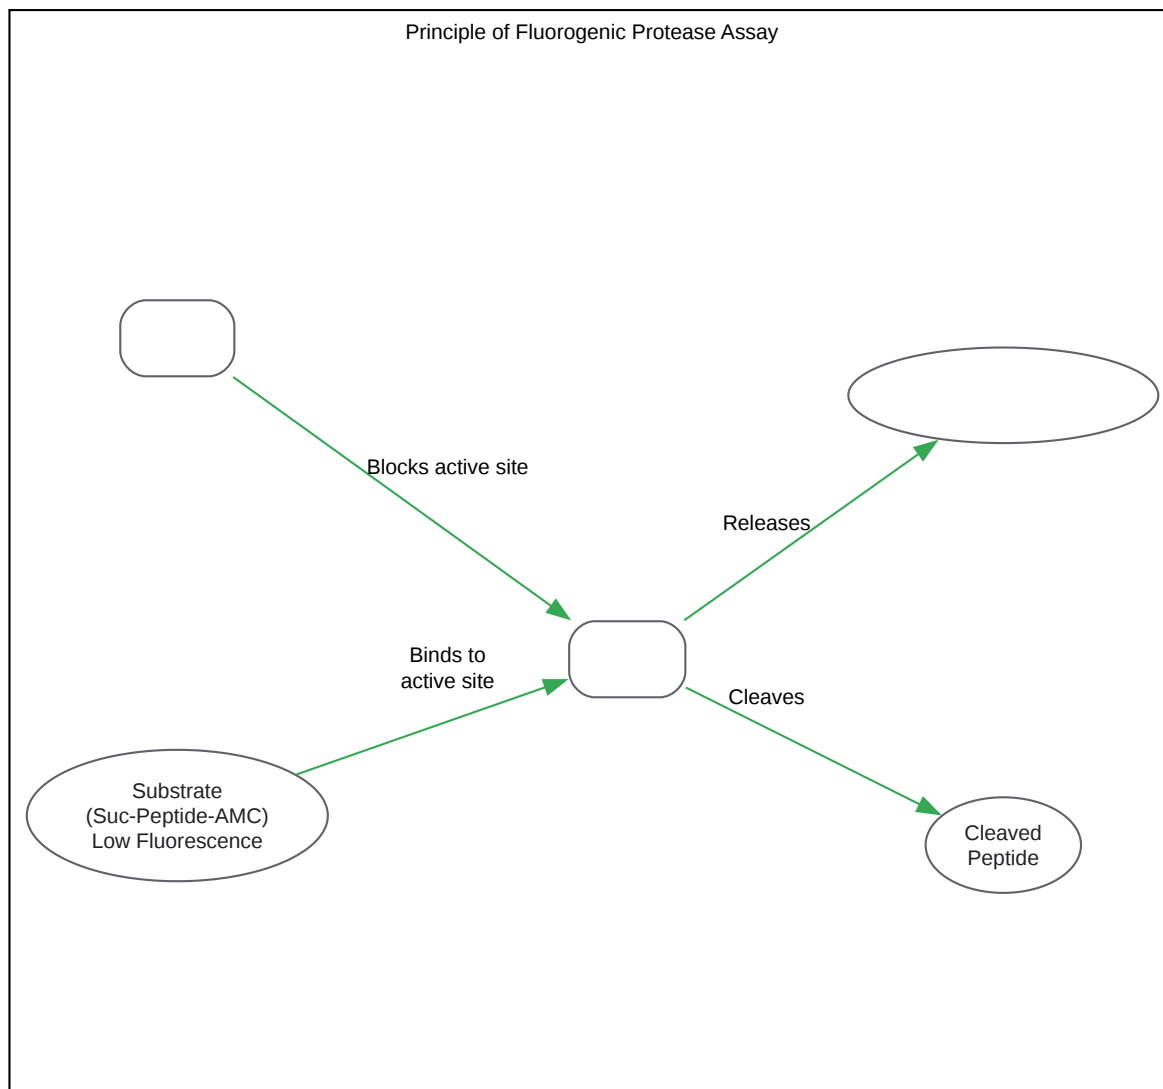 Principle of Fluorogenic Protease Assay
Blocks active site
Releases
Binds to
active site
Cleaves
Substrate
(Suc-Peptide-AMC)
Low Fluorescence
Cleaved
Peptide